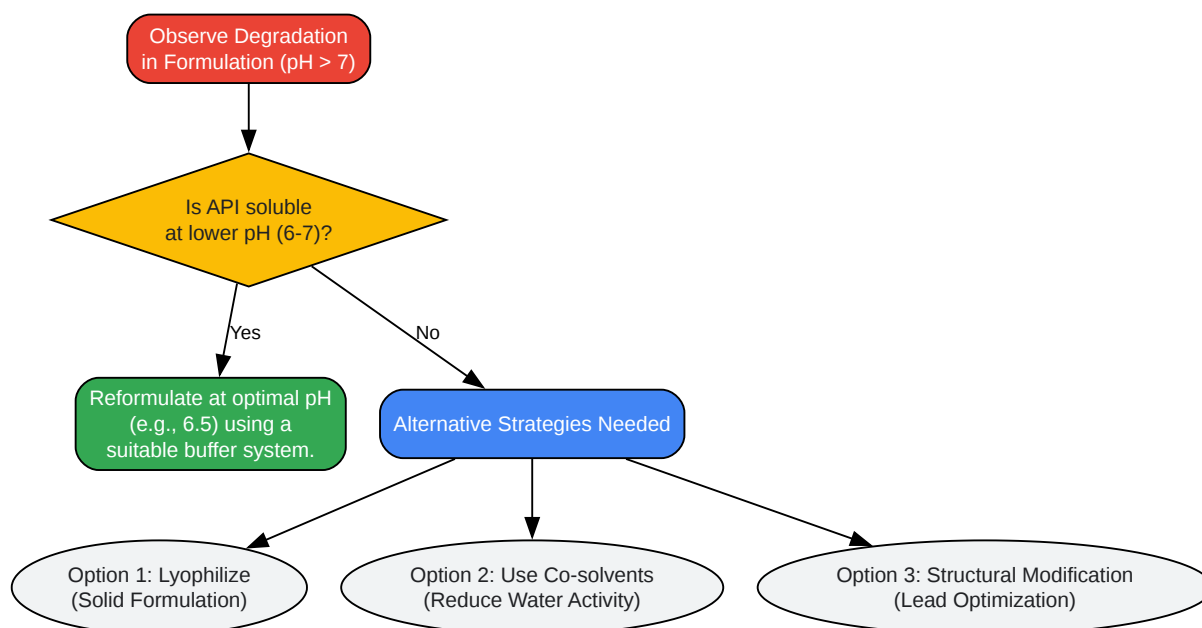 Observe Degradation
in Formulation (pH > 7)
Is API soluble
at lower pH (6-7)?
Yes
No
Reformulate at optimal pH
(e.g., 6.5) using a
suitable buffer system.
Alternative Strategies Needed
Option 1: Lyophilize
(Solid Formulation)
Option 2: Use Co-solvents
(Reduce Water Activity)
Option 3: Structural Modification
(Lead Optimization)